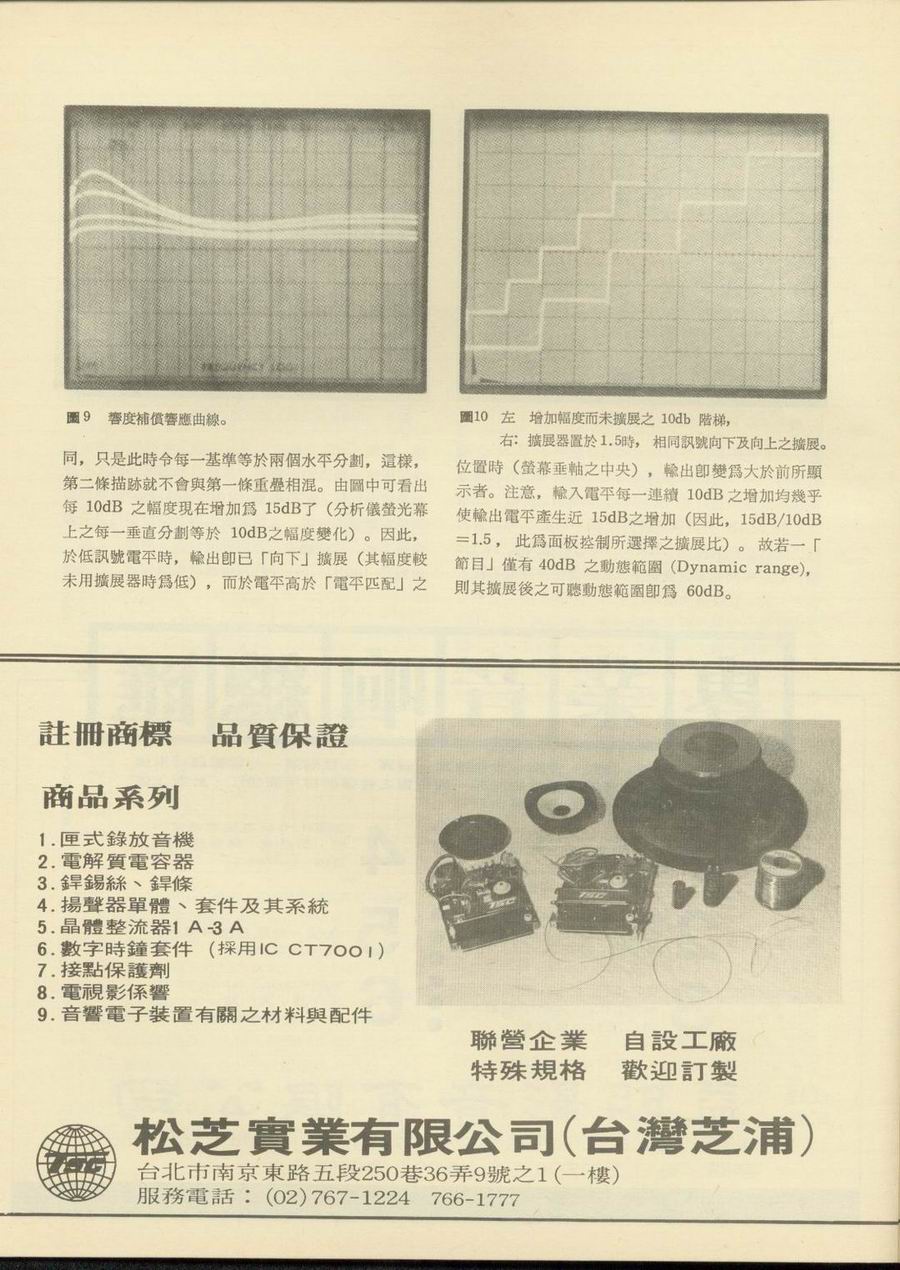 圖9 響度補償響應曲線。
圖10 左 增加幅度而未擴展之 10db 階梯，
右: 擴展器置於1.5時，相同訊號向下及向上之擴展。
同，只是此時令每一基準等於兩個水平分劃，這樣，
第二條描跡就不會與第一條重疊相混。由圖中可看出
每 10dB 之幅度現在增加爲 15dB了（分析儀螢光幕
上之每一垂直分劃等於 10dB之幅度變化）。因此，
於低訊號電平時，輸出卽已「向下」擴展（其幅度較
未用擴展器時爲低），而於電平高於「電平匹配」之
位置時（螢幕垂軸之中央），輸出卽變爲大於前所顯
示者。注意，輸入電平每一連續 10dB之增加均幾乎
使輸出電平產生近 15dB之增加（因此，15dB/10dB
＝1.5，此爲面板控制所選擇之擴展比）。故若一「
節目」僅有 40dB 之動態範圍 (Dynamic range)，
則其擴展後之可聽動態範圍卽爲 60dB。
註冊商標 品質保證
商品系列
1.匣式錄放音機
2.電解質電容器
3.銲錫絲、銲條
4.揚聲器單體、套件及其系統
5.晶體整流器1 A-3 A
6.數字時鐘套件（採用IC CT7001）
7.接點保護劑
8.電視影係響
9.音響電子裝置有關之材料與配件
TSC
TSC
聯營企業 自設工廠
特殊規格 歡迎訂製
TSC
松芝實業有限公司(台灣芝浦)
台北市南京東路五段250巷36弄9號之1(一樓)
服務電話：(02)767-1224 766-1777